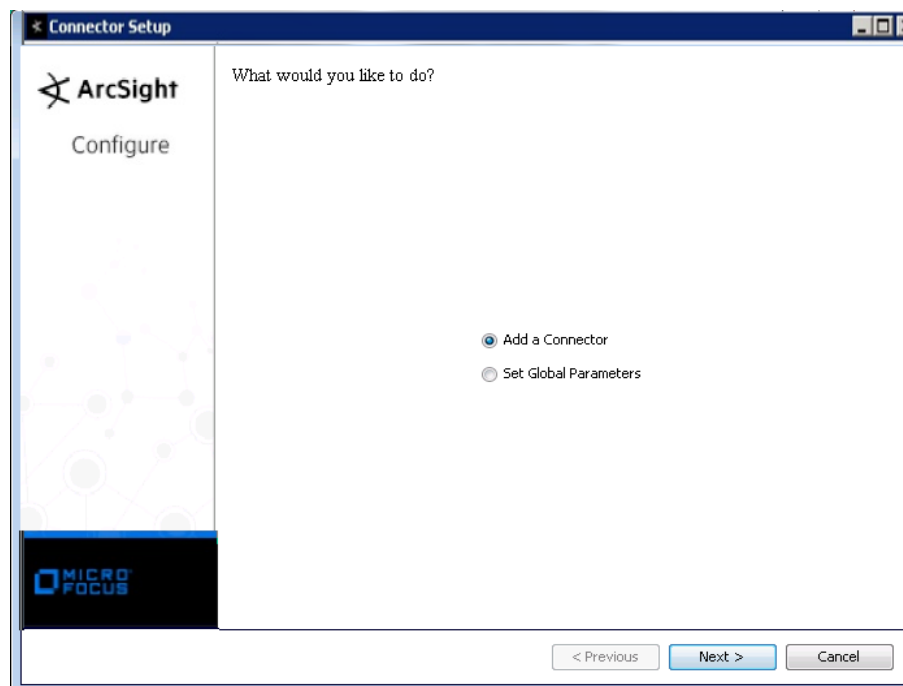 Connector Setup
ArcSight
Configure
What would you like to do?
Add a Connector
Set Global Parameters
MICRO
FOCUS
< Previous
Next >
Cancel